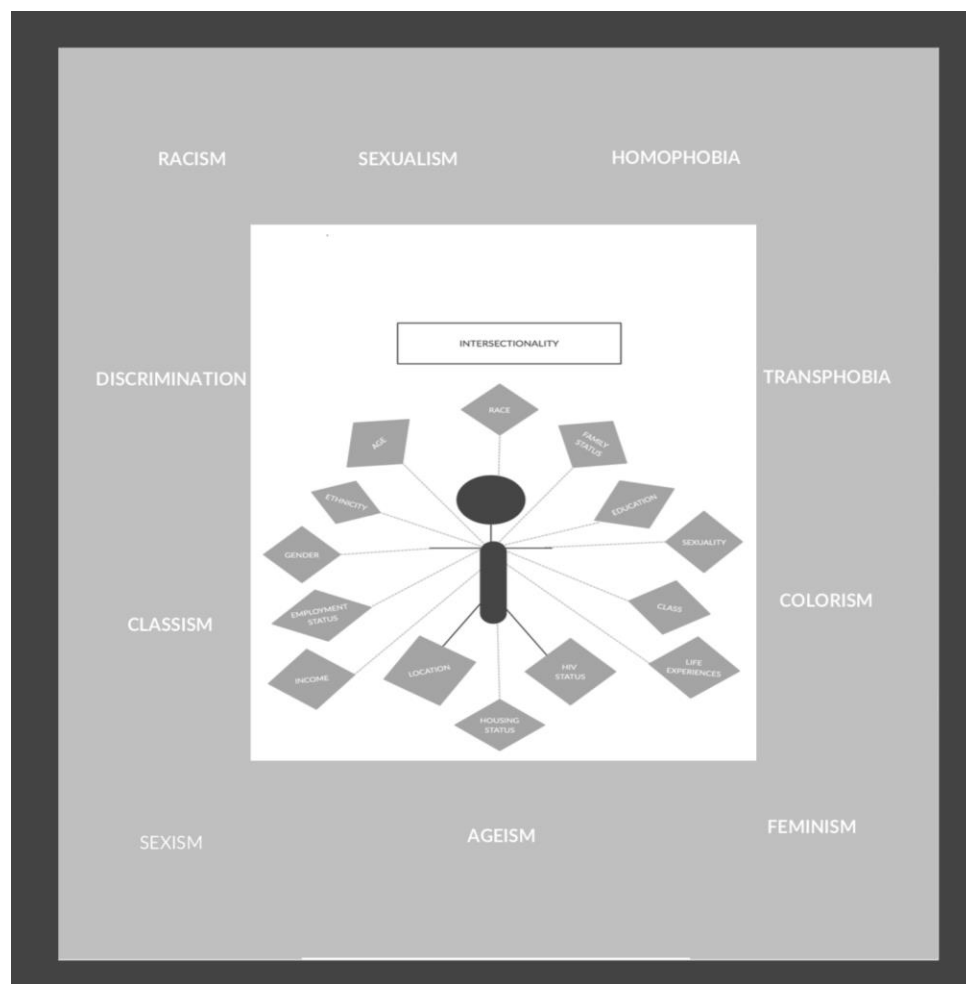 RACISM
SEXUALISM
HOMOPHOBIA
DISCRIMINATION
TRANSPHOBIA
INTERSECTIONALITY
RACE
AGE
FAMILY
STATUS
ETHNICITY
EDUCATION
GENDER
SEXUALITY
EMPLOYMENT
STATUS
CLASS
CLASSISM
COLORISM
INCOME
LOCATION
HIV
STATUS
LIFE
EXPERIENCES
HOUSING
STATUS
SEXISM
AGEISM
FEMINISM